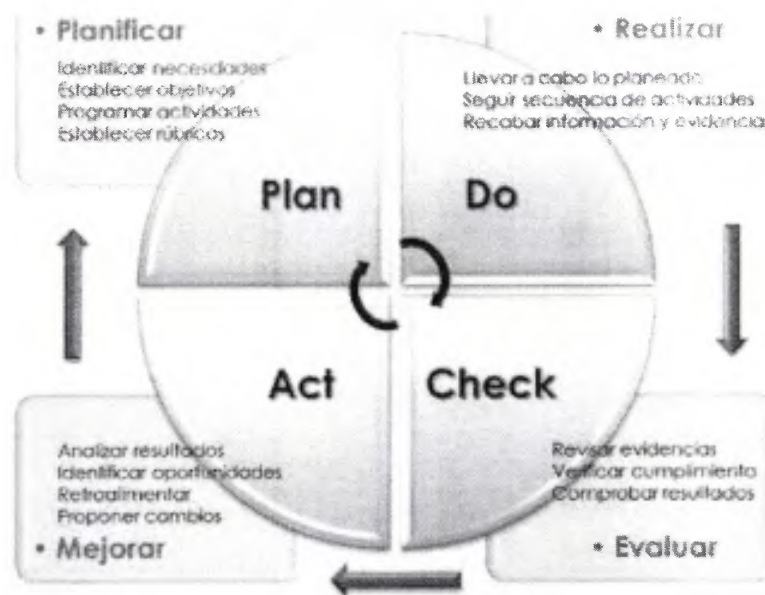 • Planificar
Identificar necesidades
Establecer objetivos
Programar actividades
Establecer rúbricas
• Realizar
Llevar a cabo lo planeado
Seguir secuencia de actividades
Recabar información y evidencia
Plan
Do
Act
Check
Analizar resultados
Identificar oportunidades
Retroalimentar
Proponer cambios
• Mejorar
Revisar evidencias
Verificar cumplimiento
Comprobar resultados
• Evaluar